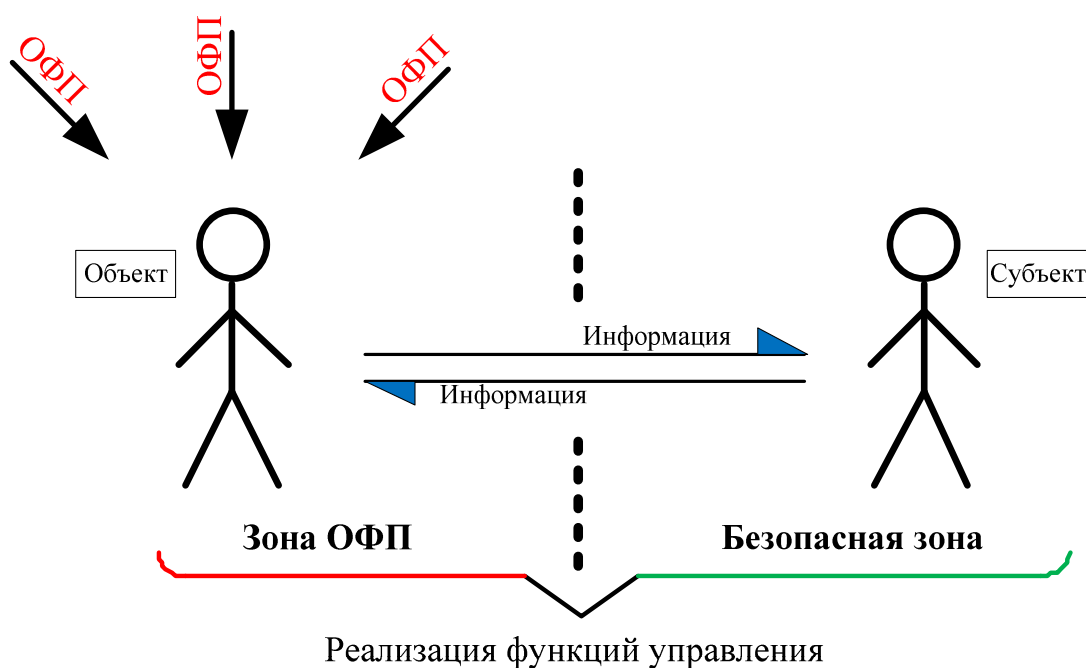 ОФП
ОФП
ОФП
Объект
Субъект
Информация
Информация
Зона ОФП
Безопасная зона
Реализация функций управления